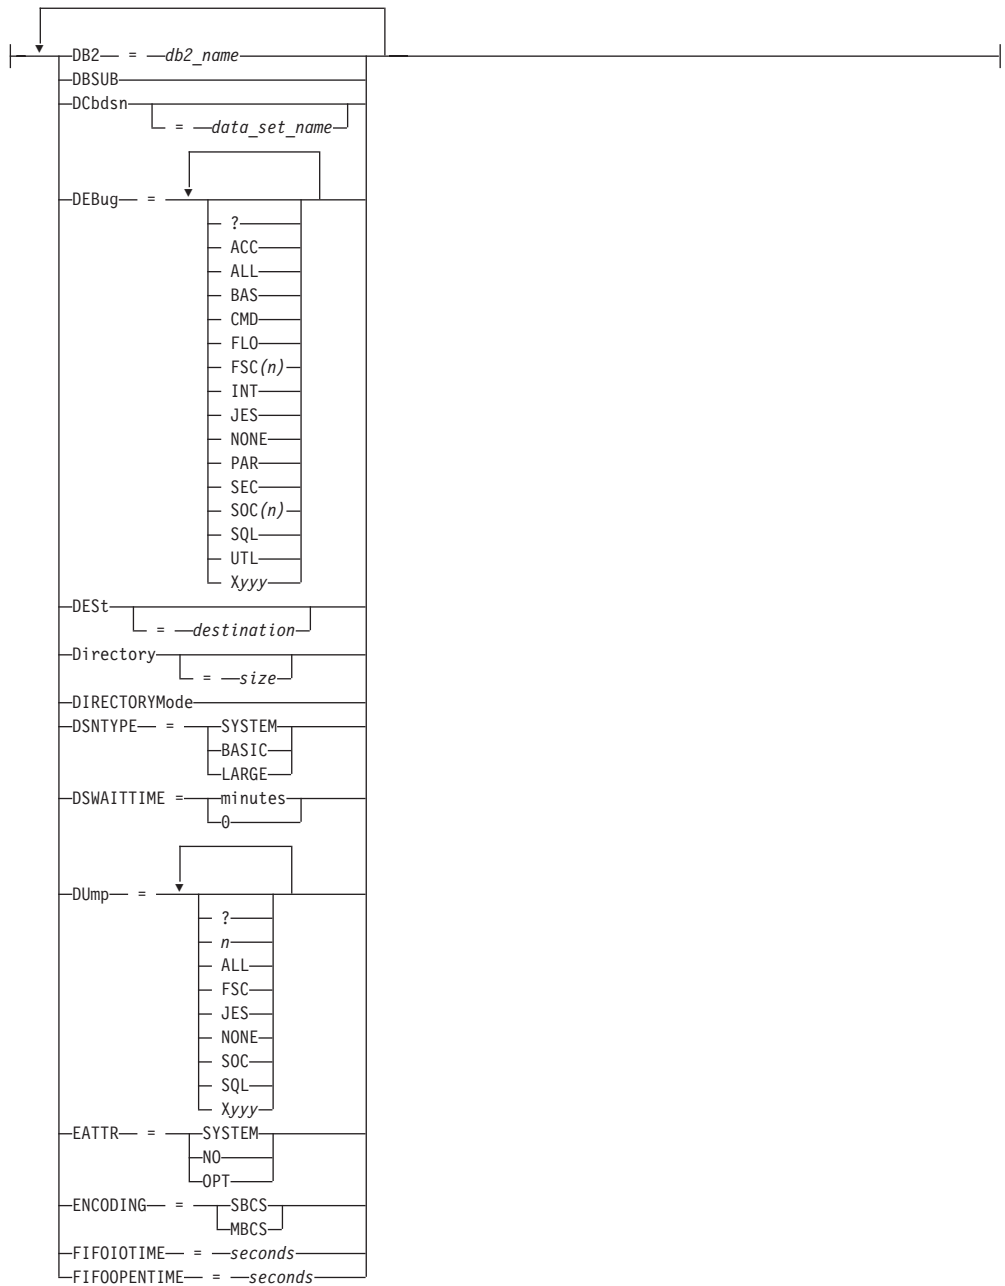 DB2 = db2_name
DBSUB
DCbdsn
= data_set_name
DEBug =
?
ACC
ALL
BAS
CMD
FLO
FSC(n)
INT
JES
NONE
PAR
SEC
SOC(n)
SQL
UTL
Xyyy
DESt
= destination
Directory
= size
DIRECTORYMode
DSNTYPE = SYSTEM
BASIC
LARGE
DSWAITTIME = minutes
0
DUmp =
?
n
ALL
FSC
JES
NONE
SOC
SQL
Xyyy
EATTR = SYSTEM
NO
OPT
ENCODING = SBCS
MBCS
FIFOIOTIME = seconds
FIFOOPENTIME = seconds